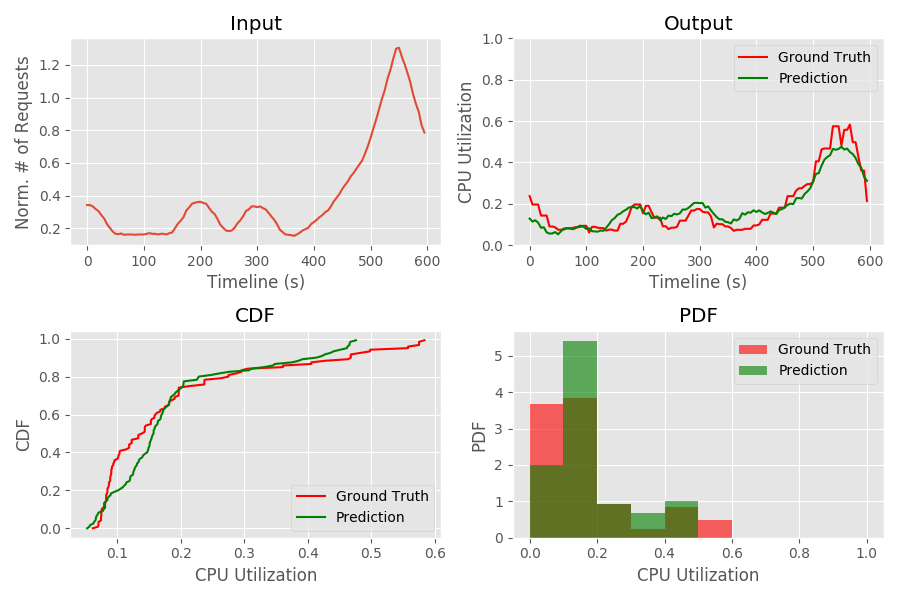 Input
Norm. # of Requests
1.2
1.0
0.8
0.6
0.4
0.2
0 100 200 300 400 500 600
Timeline (s)
Output
CPU Utilization
1.0
0.8
0.6
0.4
0.2
0.0
Ground Truth
Prediction
0 100 200 300 400 500 600
Timeline (s)
CDF
CDF
1.0
0.8
0.6
0.4
0.2
0.0
Ground Truth
Prediction
0.1 0.2 0.3 0.4 0.5 0.6
CPU Utilization
PDF
PDF
5
4
3
2
1
0
Ground Truth
Prediction
0.0 0.2 0.4 0.6 0.8 1.0
CPU Utilization